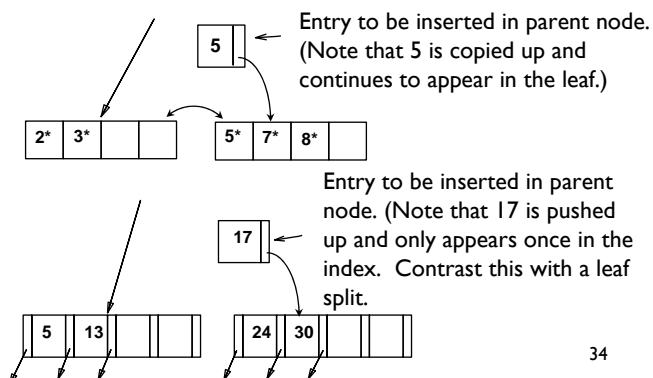 Entry to be inserted in parent node.
5
(Note that 5 is copied up and
continues to appear in the leaf.)
2* 3* 5* 7* 8*
Entry to be inserted in parent
node. (Note that 17 is pushed
17
up and only appears once in the
index. Contrast this with a leaf
split.
5 13 24 30
34